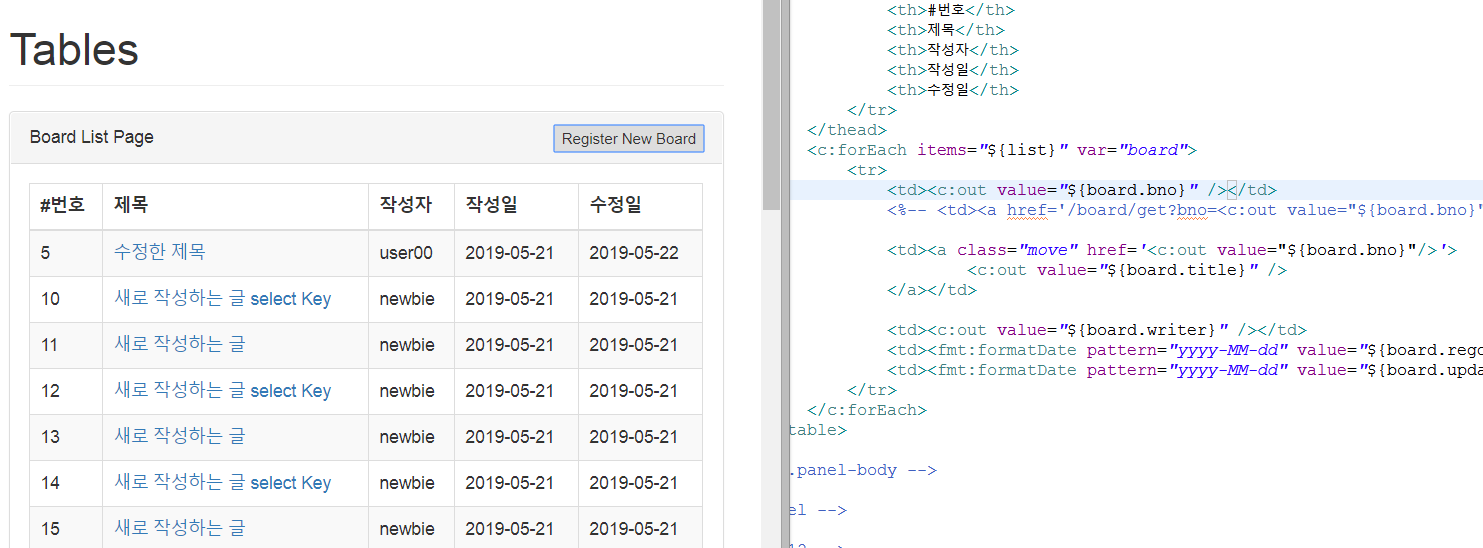 Tables
Board List Page
Register New Board
#번호 제목 작성자 작성일 수정일
5 수정한 제목 user00 2019-05-21 2019-05-22
10 새로 작성하는 글 select Key newbie 2019-05-21 2019-05-21
11 새로 작성하는 글 newbie 2019-05-21 2019-05-21
12 새로 작성하는 글 select Key newbie 2019-05-21 2019-05-21
13 새로 작성하는 글 newbie 2019-05-21 2019-05-21
14 새로 작성하는 글 select Key newbie 2019-05-21 2019-05-21
15 새로 작성하는 글 newbie 2019-05-21 2019-05-21
<th>#번호</th>
<th>제목</th>
<th>작성자</th>
<th>작성일</th>
<th>수정일</th>
</tr>
</thead>
<c:forEach items="${list}" var="board">
<tr>
<td><c:out value="${board.bno}" /></td>
<%-- <td><a href='/board/get?bno=<c:out value="${board.bno}"
<td><a class="move" href='<c:out value="${board.bno}"/>'>
<c:out value="${board.title}" />
</a></td>
<td><c:out value="${board.writer}" /></td>
<td><fmt:formatDate pattern="yyyy-MM-dd" value="${board.regd
<td><fmt:formatDate pattern="yyyy-MM-dd" value="${board.upda
</tr>
</c:forEach>
table>
.panel-body -->
el -->